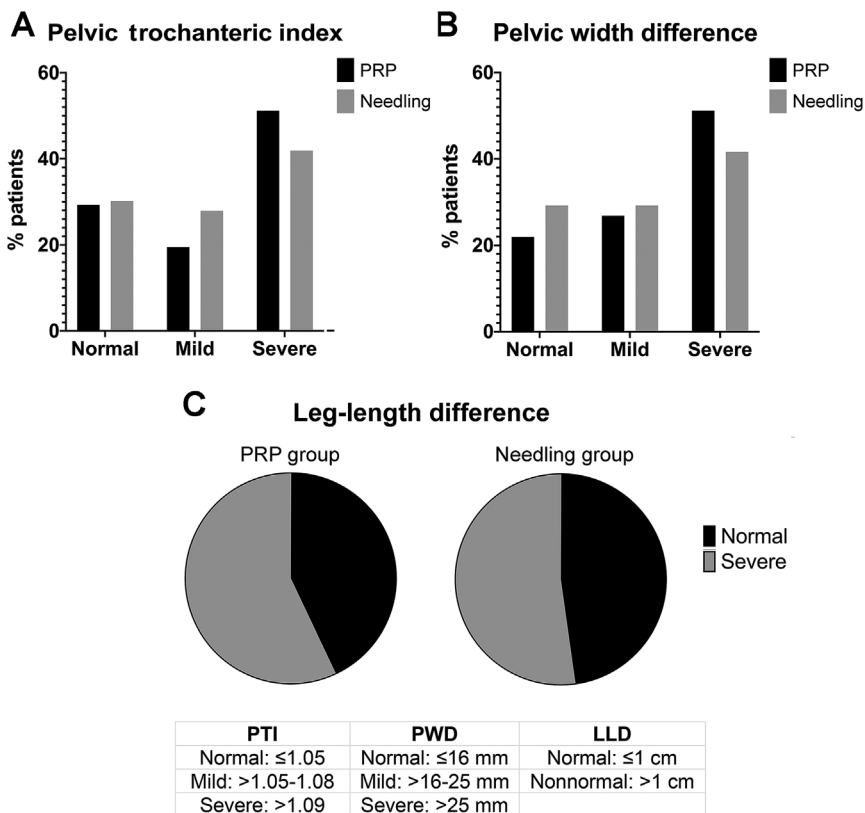 A Pelvic trochanteric index
PRP
Needling
% patients
60
40
20
0
Normal Mild Severe
B Pelvic width difference
PRP
Needling
% patients
60
40
20
0
Normal Mild Severe
C Leg-length difference
PRP group
Needling group
Normal
Severe
PTI PWD LLD
Normal: ≤1.05 Normal: ≤16 mm Normal: ≤1 cm
Mild: >1.05-1.08 Mild: >16-25 mm Nonnormal: >1 cm
Severe: >1.09 Severe: >25 mm